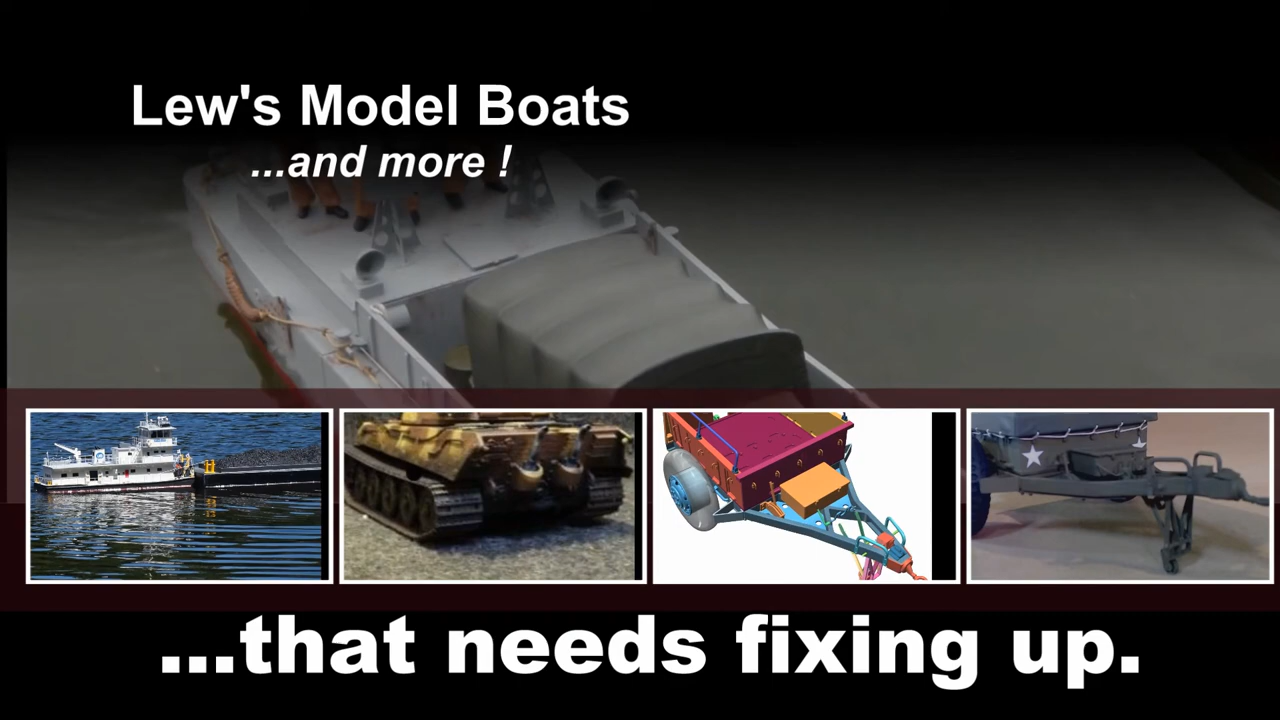 Lew's Model Boats
...and more !
...that needs fixing up.